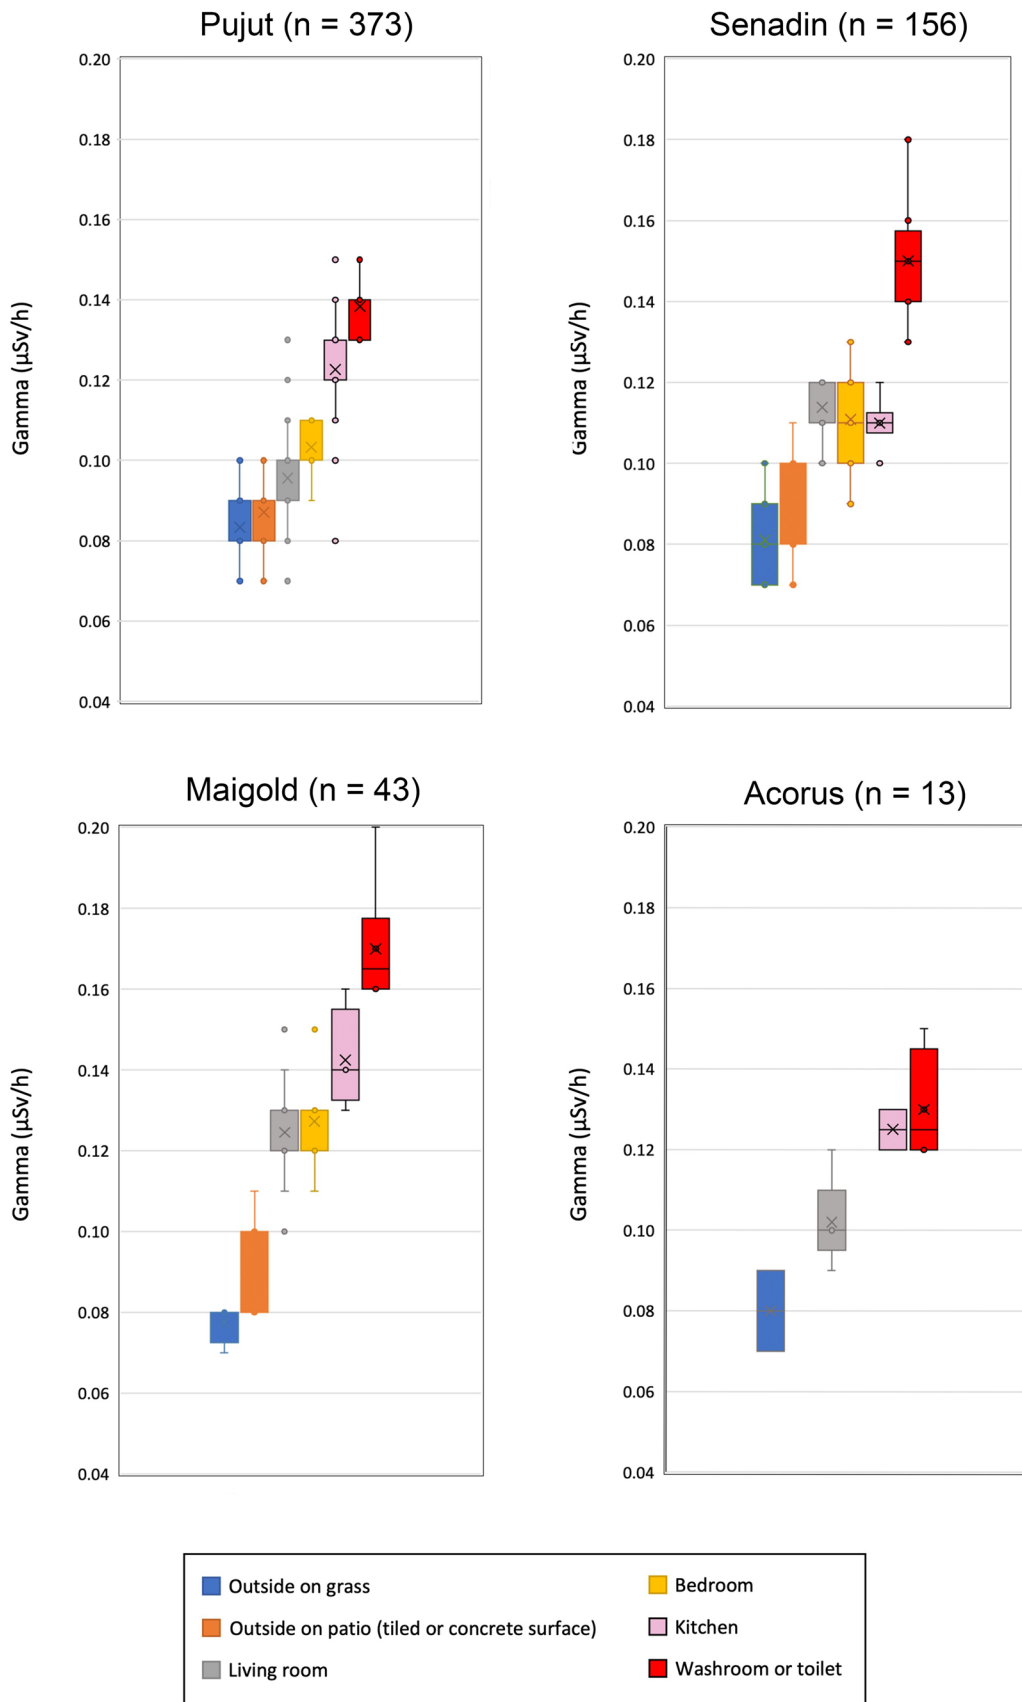 Pujut (n = 373)
Senadin (n = 156)
0.20
0.18
0.16
0.14
0.12
0.10
0.08
0.06
0.04
Gamma (µSv/h)
0.20
0.18
0.16
0.14
0.12
0.10
0.08
0.06
0.04
Gamma (µSv/h)
Maigold (n = 43)
Acorus (n = 13)
0.20
0.18
0.16
0.14
0.12
0.10
0.08
0.06
0.04
Gamma (µSv/h)
0.20
0.18
0.16
0.14
0.12
0.10
0.08
0.06
0.04
Gamma (µSv/h)
Outside on grass
Outside on patio (tiled or concrete surface)
Living room
Bedroom
Kitchen
Washroom or toilet